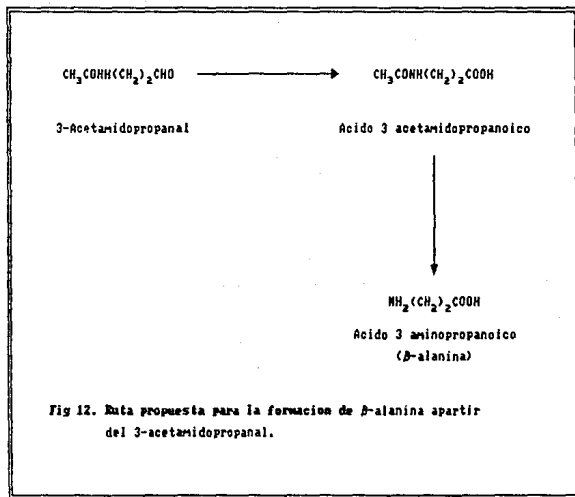 CH3CONH(CH2)2CHO
CH3CONH(CH2)2COOH
3-Acetamidopropanal
Acido 3 acetamidopropanoico
NH2(CH2)2COOH
Acido 3 aminopropanoico
(β-alanina)
Fig 12. Ruta propuesta para la formacion de β-alanina apartir
del 3-acetamidopropanal.